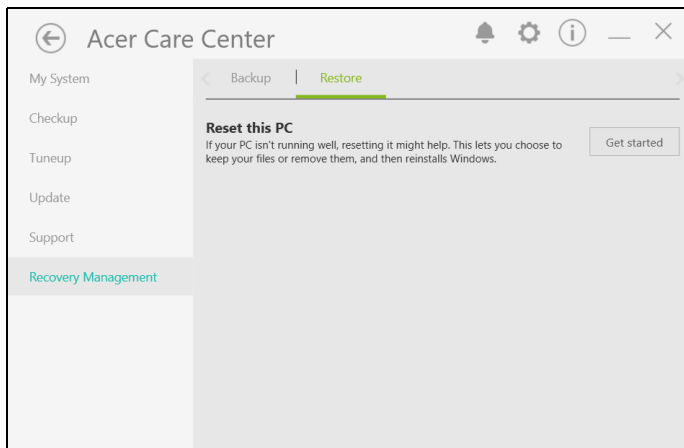 Acer Care Center
My System
Backup
Restore
Checkup
Reset this PC
If your PC isn't running well, resetting it might help. This lets you choose to
keep your files or remove them, and then reinstalls Windows.
Get started
Tuneup
Update
Support
Recovery Management